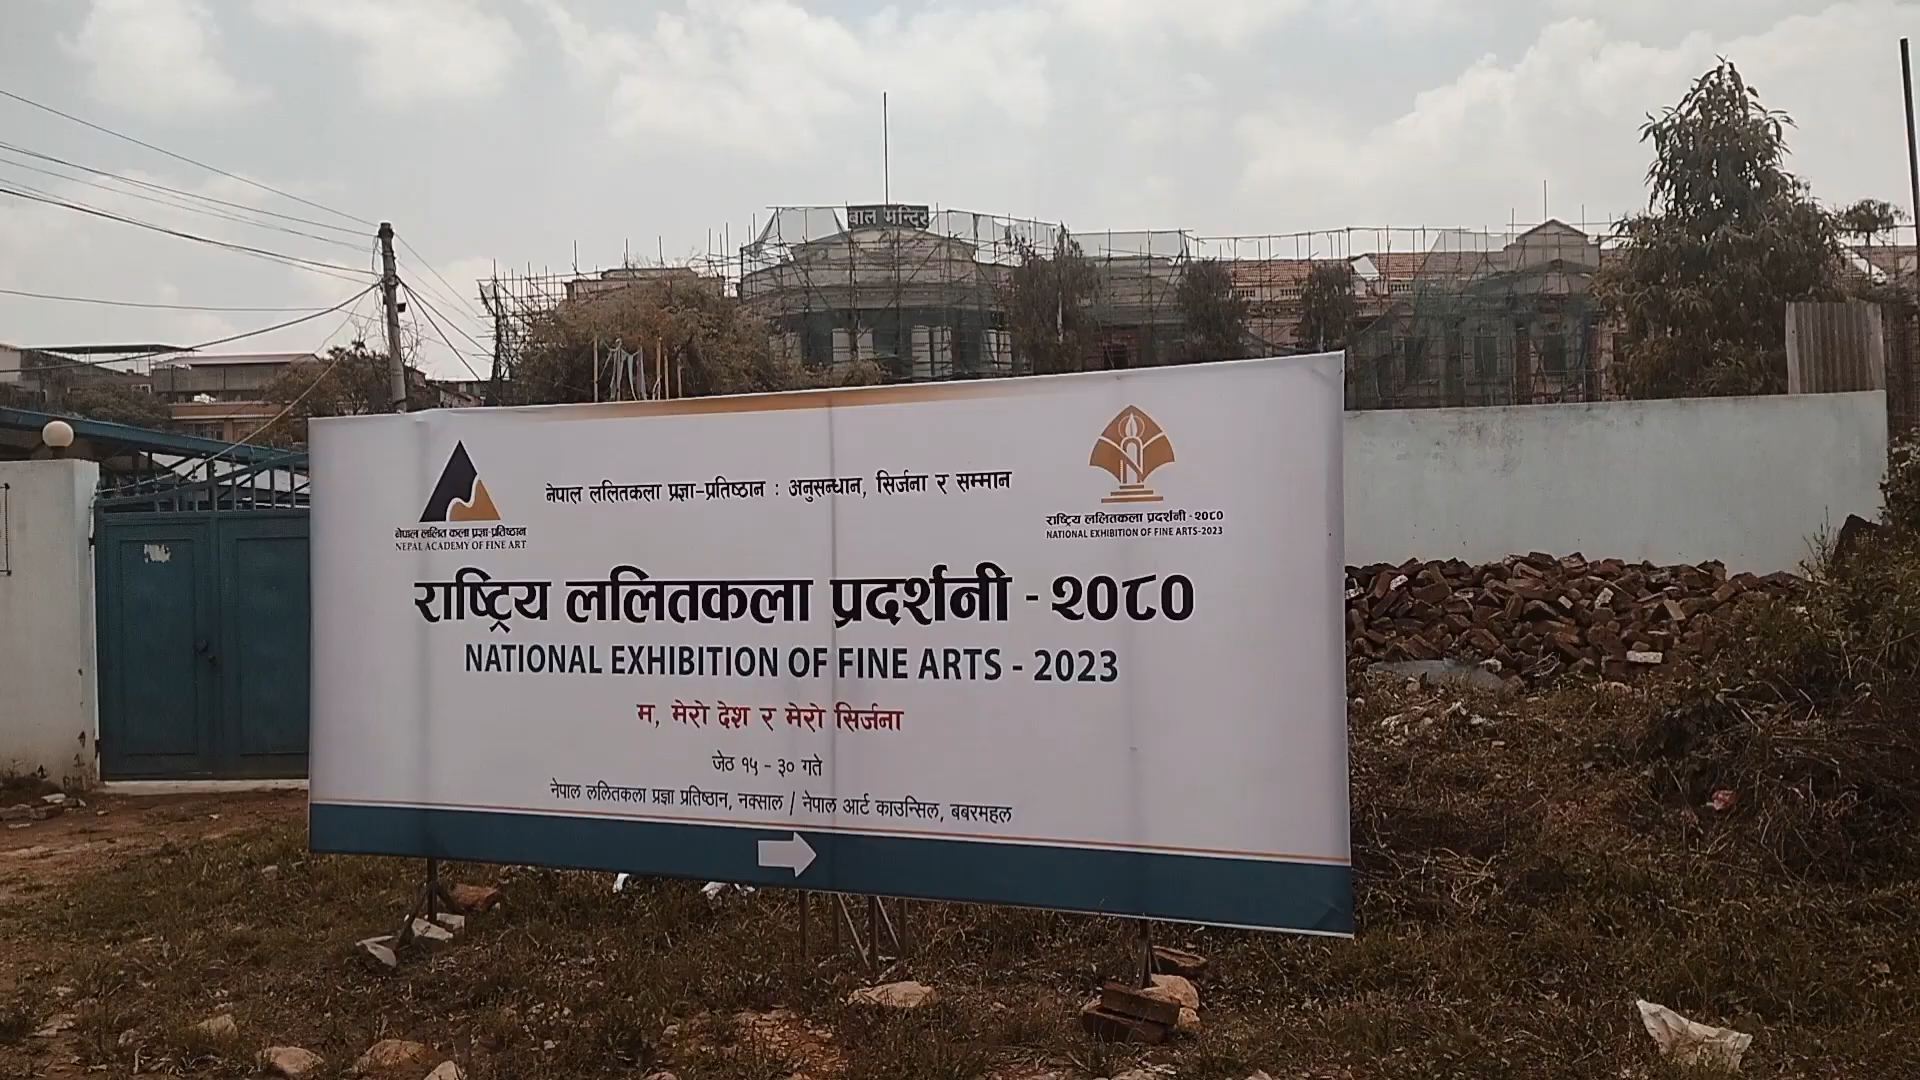 बाल मन्दिर
नेपाल ललितकला प्रज्ञा-प्रतिष्ठान : अनुसन्धान, सिर्जना र सम्मान
नेपाल ललित कला प्रज्ञा-प्रतिष्ठान
NEPAL ACADEMY OF FINE ART
राष्ट्रिय ललितकला प्रदर्शनी - २०८०
NATIONAL EXHIBITION OF FINE ARTS-2023
राष्ट्रिय ललितकला प्रदर्शनी - २०८०
NATIONAL EXHIBITION OF FINE ARTS - 2023
म, मेरो देश र मेरो सिर्जना
जेठ १५ - ३० गते
नेपाल ललितकला प्रज्ञा प्रतिष्ठान, नक्साल / नेपाल आर्ट काउन्सिल, बबरमहल